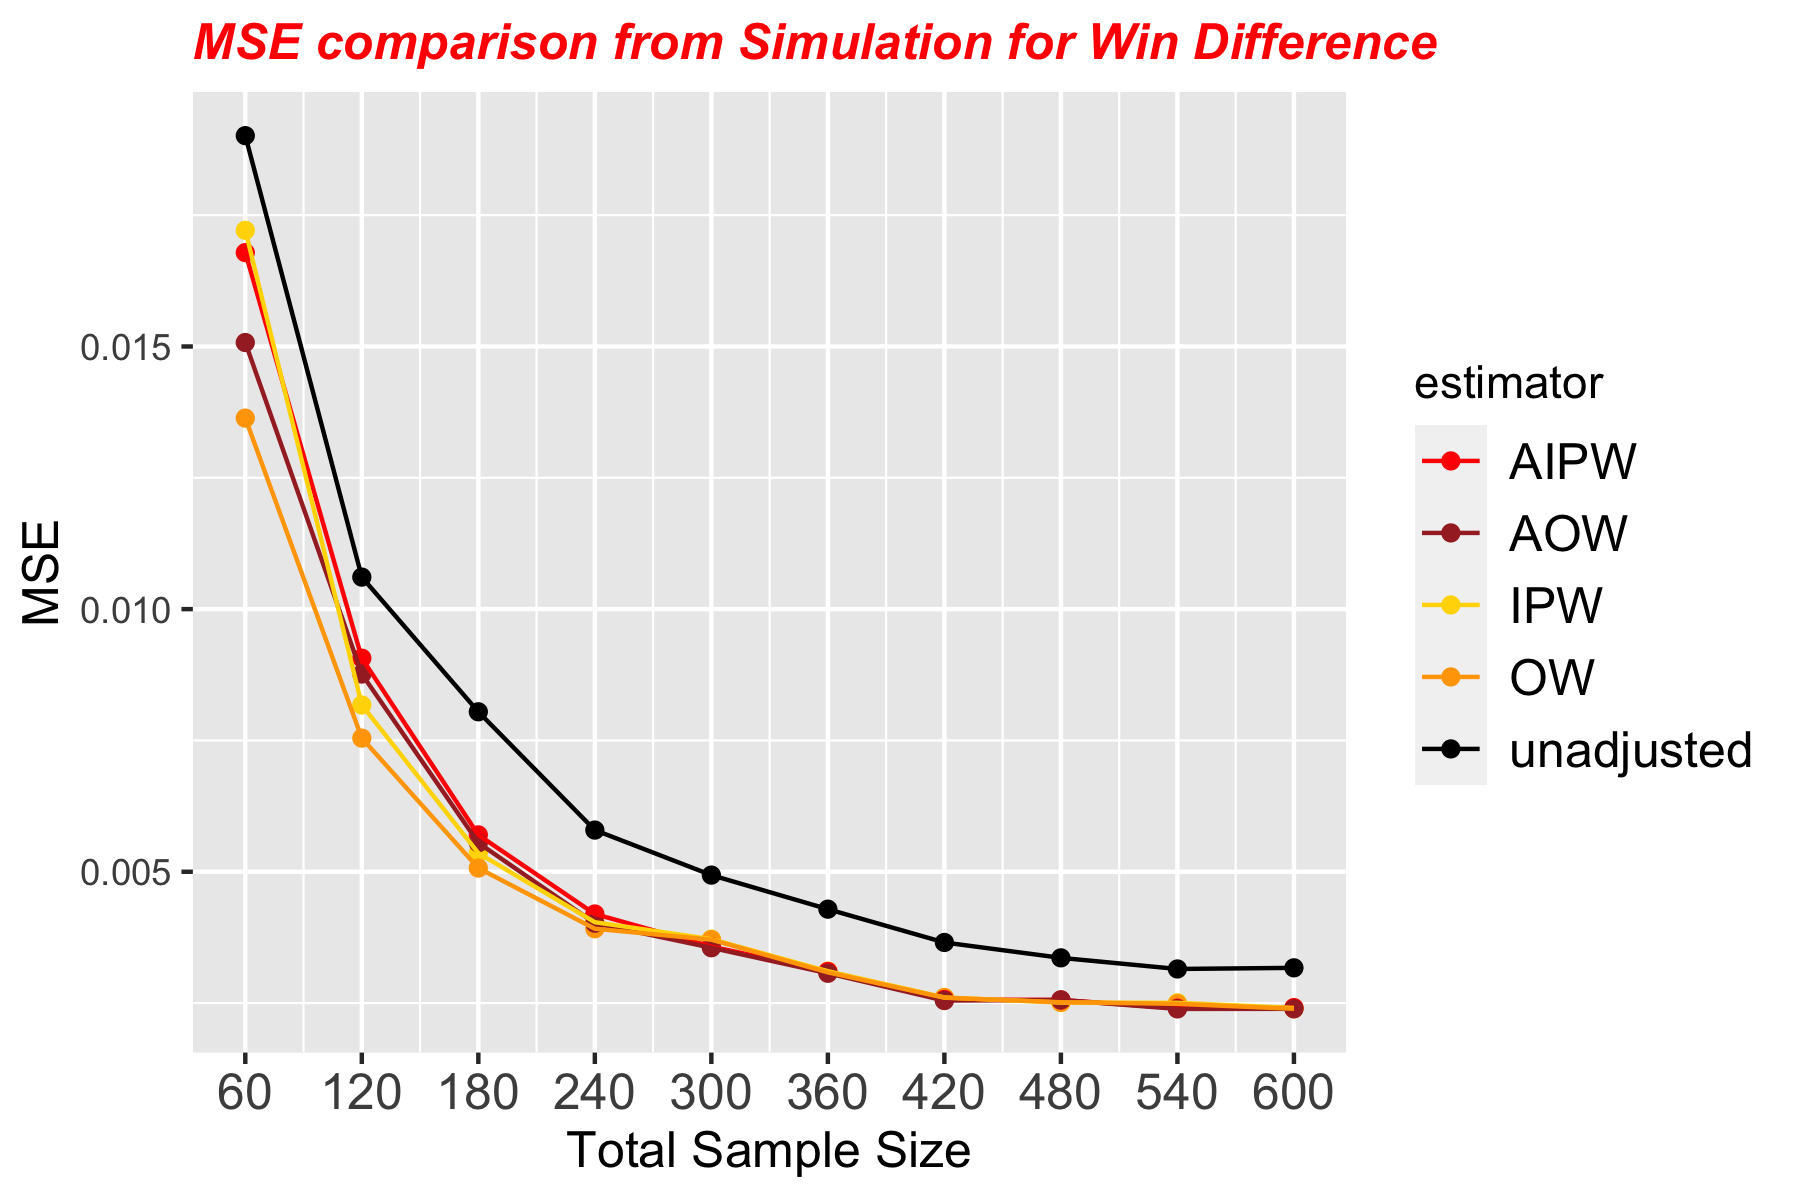 MSE comparison from Simulation for Win Difference
MSE
0.015
0.010
0.005
60 120 180 240 300 360 420 480 540 600
Total Sample Size
estimator
AIPW
AOW
IPW
OW
unadjusted